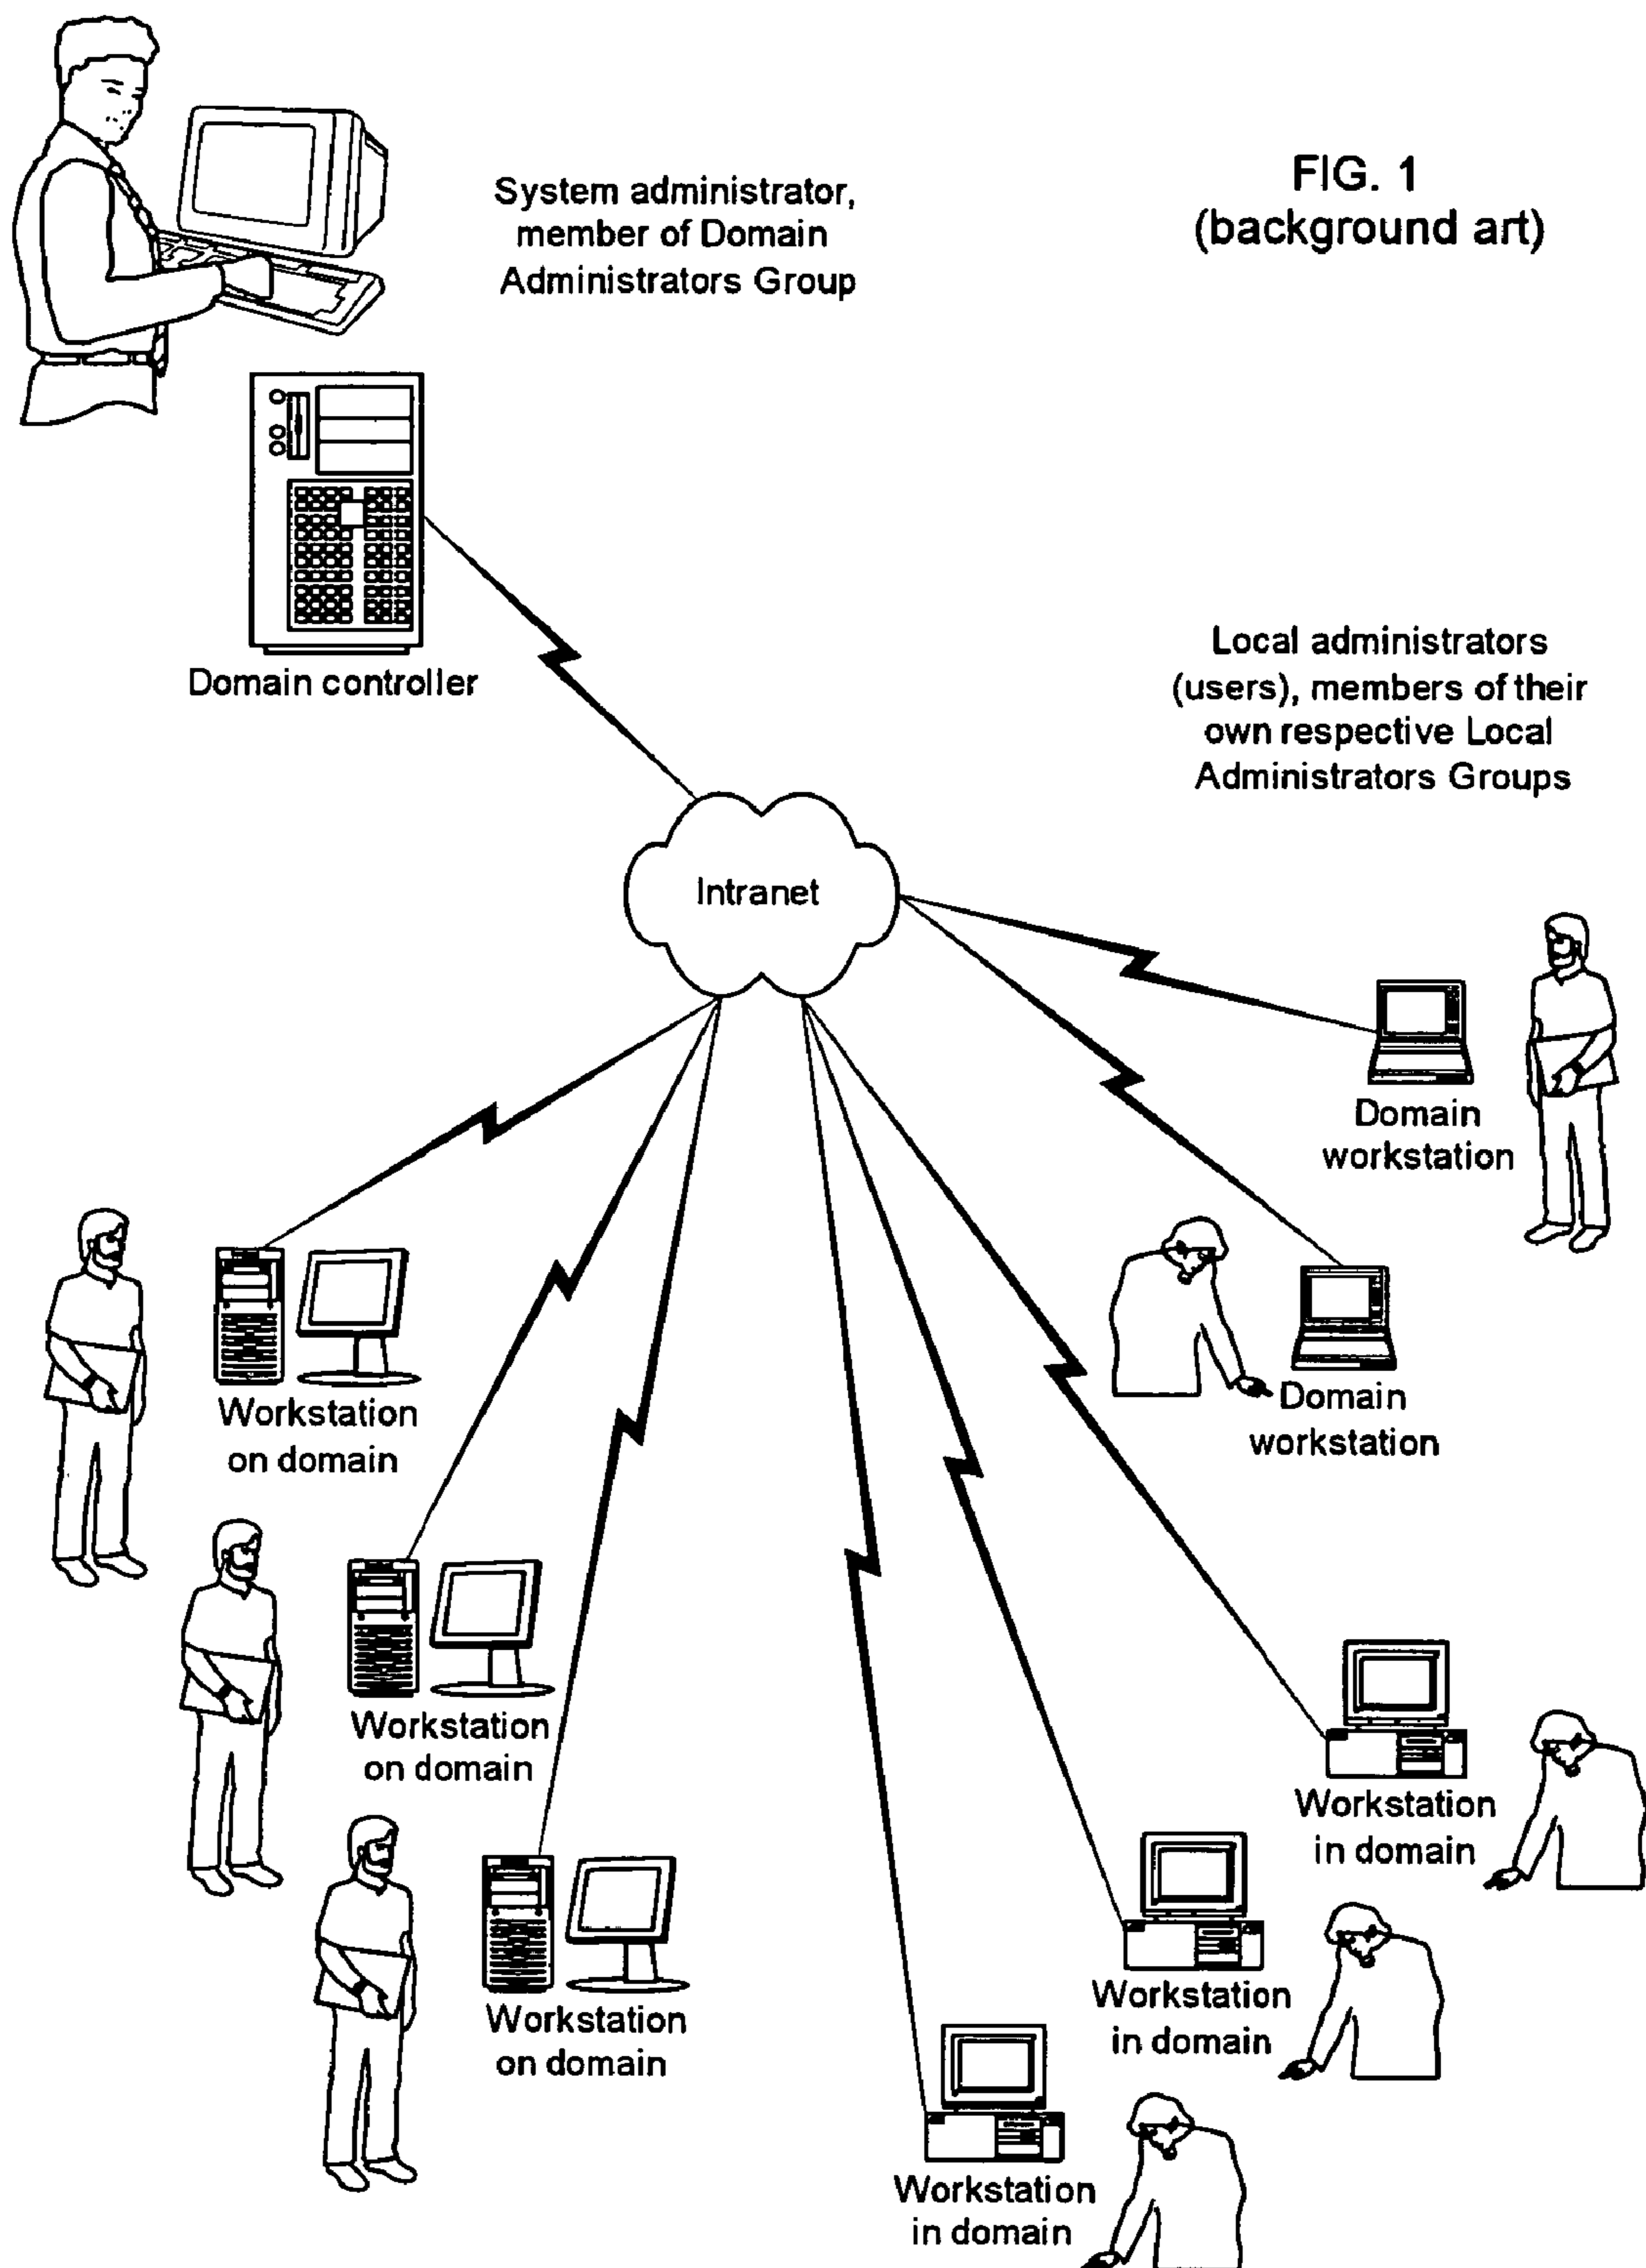 FIG. 1
(background art)
System administrator,
member of Domain
Administrators Group
Domain controller
Local administrators
(users), members of their
own respective Local
Administrators Groups
Intranet
Domain
workstation
Domain
workstation
Workstation
on domain
Workstation
on domain
Workstation
on domain
Workstation
in domain
Workstation
in domain
Workstation
in domain